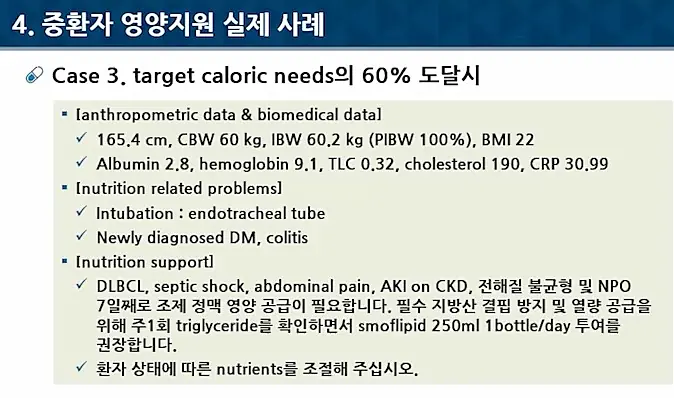 4. 중환자 영양지원 실제 사례
Case 3. target caloric needs의 60% 도달시
[anthropometric data & biomedical data]
165.4 cm, CBW 60 kg, IBW 60.2 kg (PIBW 100%), BMI 22
Albumin 2.8, hemoglobin 9.1, TLC 0.32, cholesterol 190, CRP 30.99
[nutrition related problems]
Intubation : endotracheal tube
Newly diagnosed DM, colitis
[nutrition support]
DLBCL, septic shock, abdominal pain, AKI on CKD, 전해질 불균형 및 NPO
7일째로 조제 정맥 영양 공급이 필요합니다. 필수 지방산 결핍 방지 및 열량 공급을
위해 주1회 triglyceride를 확인하면서 smoflipid 250ml 1bottle/day 투여를
권장합니다.
환자 상태에 따른 nutrients를 조절해 주십시오.